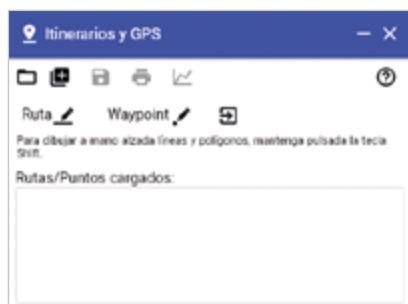 Itinerarios y GPS
Ruta Waypoint
Para dibujar a mano alzada líneas y polígonos, mantenga pulsada la tecla
Shift.
Rutas/Puntos cargados: